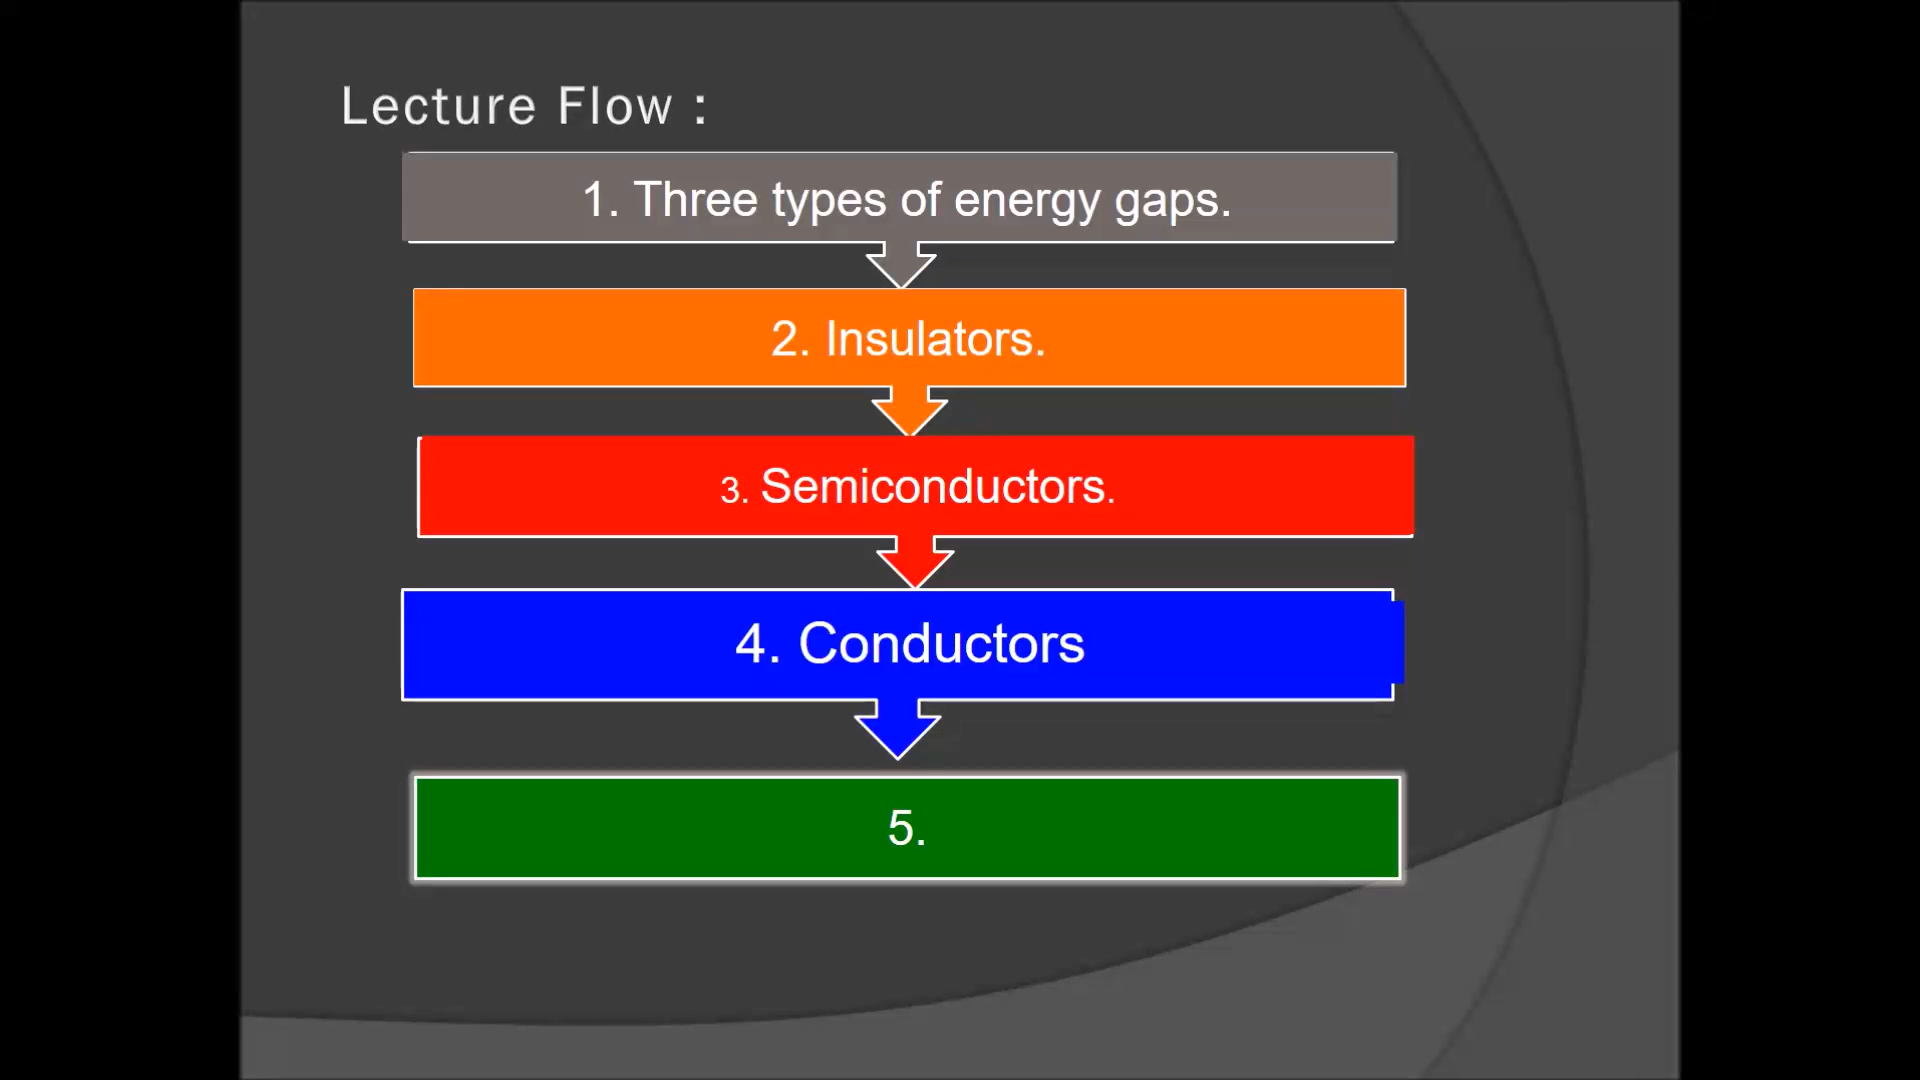 Lecture Flow :
1. Three types of energy gaps.
2. Insulators.
3. Semiconductors.
4. Conductors
5.